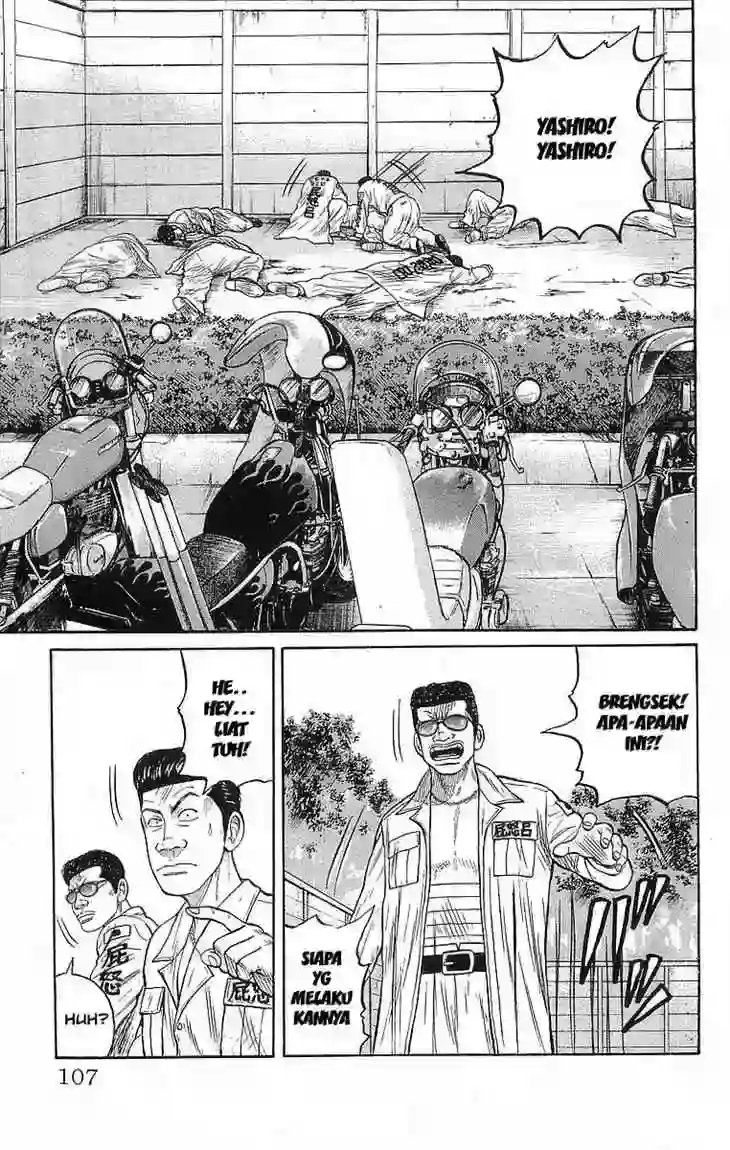 YASHIRO!
YASHIRO!
BRENGSEK!
APA-APAAN
INI?!
SIAPA
YG
MELAKU
KANNYA
HE..
HEY...
LIAT
TUH!
HUH?
107